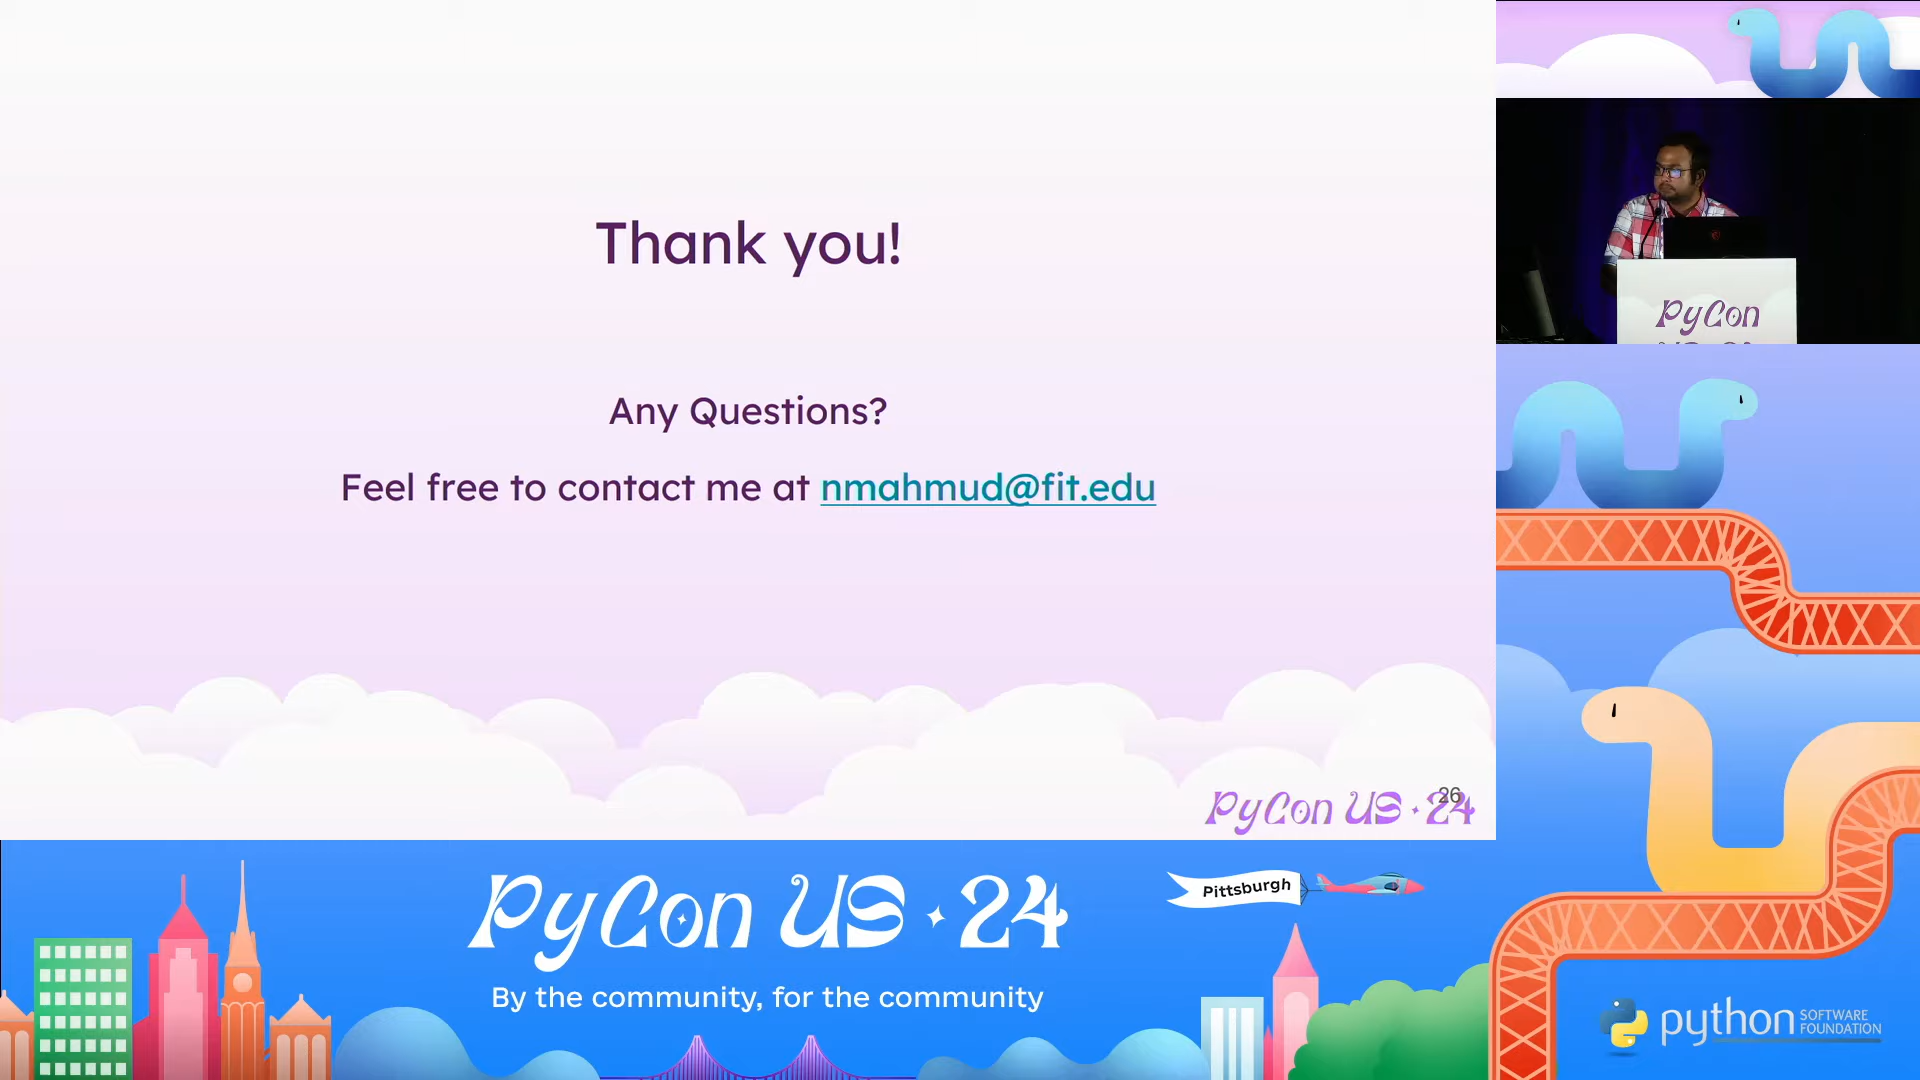 Thank you!
Any Questions?
Feel free to contact me at nmahmud@fit.edu
26
PyCon US 24
PyCon
PyCon US 24
By the community, for the community
Pittsburgh
python SOFTWARE
FOUNDATION